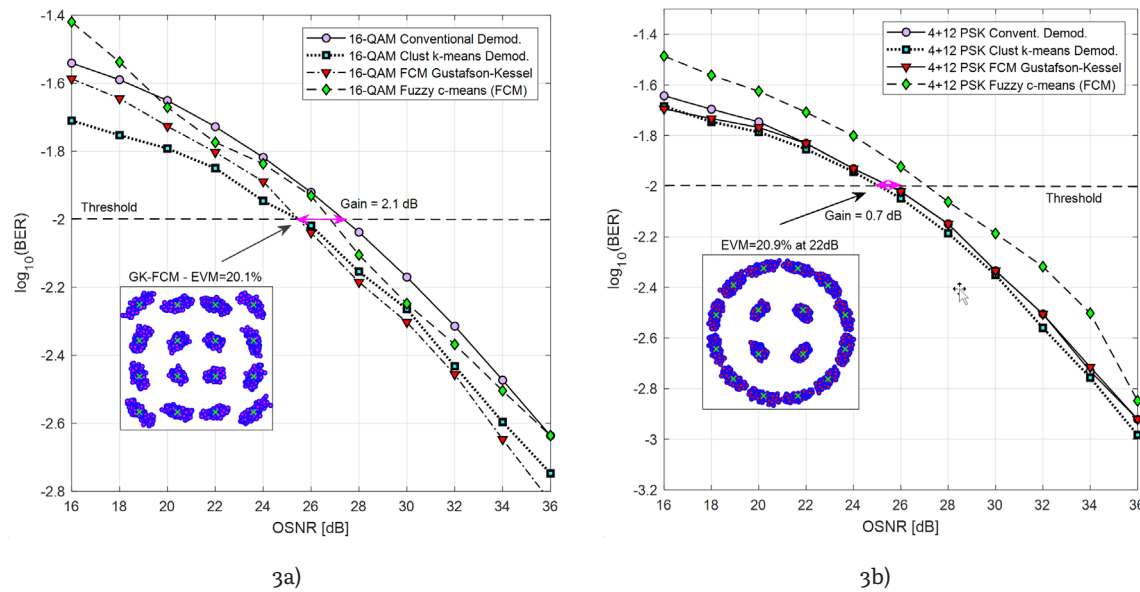 -1.4
-1.6
-1.8
-2
-2.2
-2.4
-2.6
-2.8
log10(BER)
16 18 20 22 24 26 28 30 32 34 36
OSNR [dB]
16-QAM Conventional Demod.
16-QAM Clust k-means Demod.
16-QAM FCM Gustafson-Kessel
16-QAM Fuzzy c-means (FCM)
Threshold
Gain = 2.1 dB
GK-FCM - EVM=20.1%
3a)
-1.4
-1.6
-1.8
-2
-2.2
-2.4
-2.6
-2.8
-3
-3.2
log10(BER)
16 18 20 22 24 26 28 30 32 34 36
OSNR [dB]
4+12 PSK Convent. Demod.
4+12 PSK Clust k-means Demod.
4+12 PSK FCM Gustafson-Kessel
4+12 PSK Fuzzy c-means (FCM)
Threshold
Gain = 0.7 dB
EVM=20.9% at 22dB
3b)